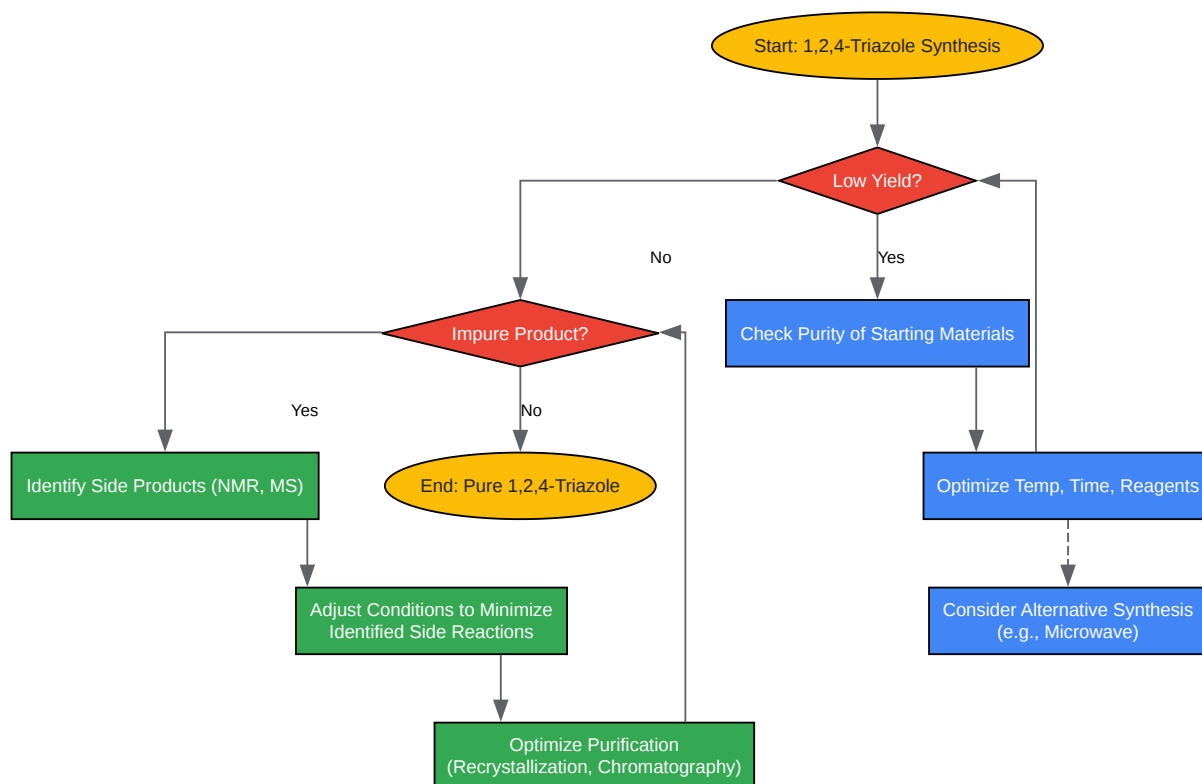 Start: 1,2,4-Triazole Synthesis
Low Yield?
No
Yes
Impure Product?
Check Purity of Starting Materials
Yes
No
Identify Side Products (NMR, MS)
End: Pure 1,2,4-Triazole
Optimize Temp, Time, Reagents
Adjust Conditions to Minimize
Identified Side Reactions
Consider Alternative Synthesis
(e.g., Microwave)
Optimize Purification
(Recrystallization, Chromatography)